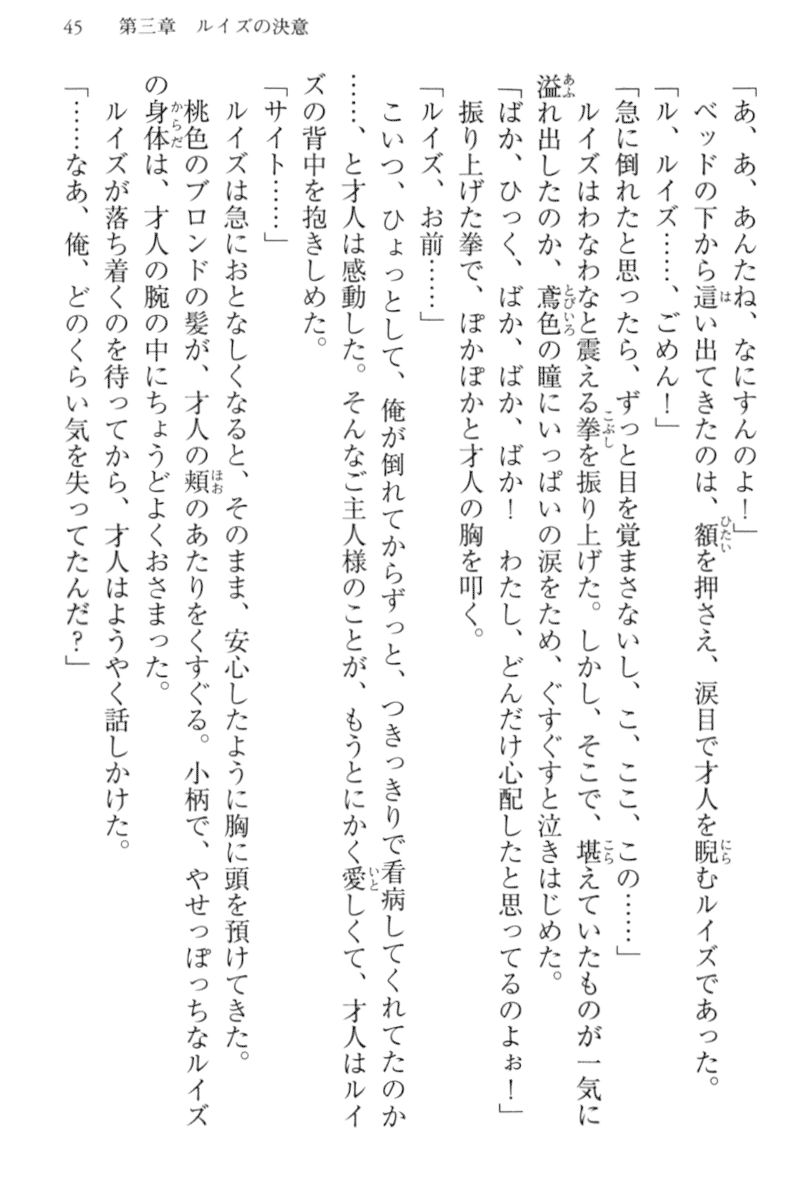 45　第三章　ルイズの決意
「あ、あ、あんたね、なにすんのよ！」
　ベッドの下から這い出てきたのは、額を押さえ、涙目で才人を睨むルイズであった。
「ル、ルイズ……、ごめん！」
「急に倒れたと思ったら、ずっと目を覚まさないし、こ、ここ、この……」
　ルイズはわなわなと震える拳を振り上げた。しかし、そこで、堪えていたものが一気に
溢れ出したのか、鳶色の瞳にいっぱいの涙をため、ぐすぐすと泣きはじめた。
「ばか、ひっく、ばか、ばか、ばか！　わたし、どんだけ心配したと思ってるのよぉ！」
　振り上げた拳で、ぽかぽかと才人の胸を叩く。
「ルイズ、お前……」
　こいつ、ひょっとして、俺が倒れてからずっと、つきっきりで看病してくれてたのか
……、と才人は感動した。そんなご主人様のことが、もうとにかく愛しくて、才人はルイ
ズの背中を抱きしめた。
「サイト……」
　ルイズは急におとなしくなると、そのまま、安心したように胸に頭を預けてきた。
　桃色のブロンドの髪が、才人の頬のあたりをくすぐる。小柄で、やせっぽっちなルイズ
の身体は、才人の腕の中にちょうどよくおさまった。
　ルイズが落ち着くのを待ってから、才人はようやく話しかけた。
「……なあ、俺、どのくらい気を失ってたんだ？」